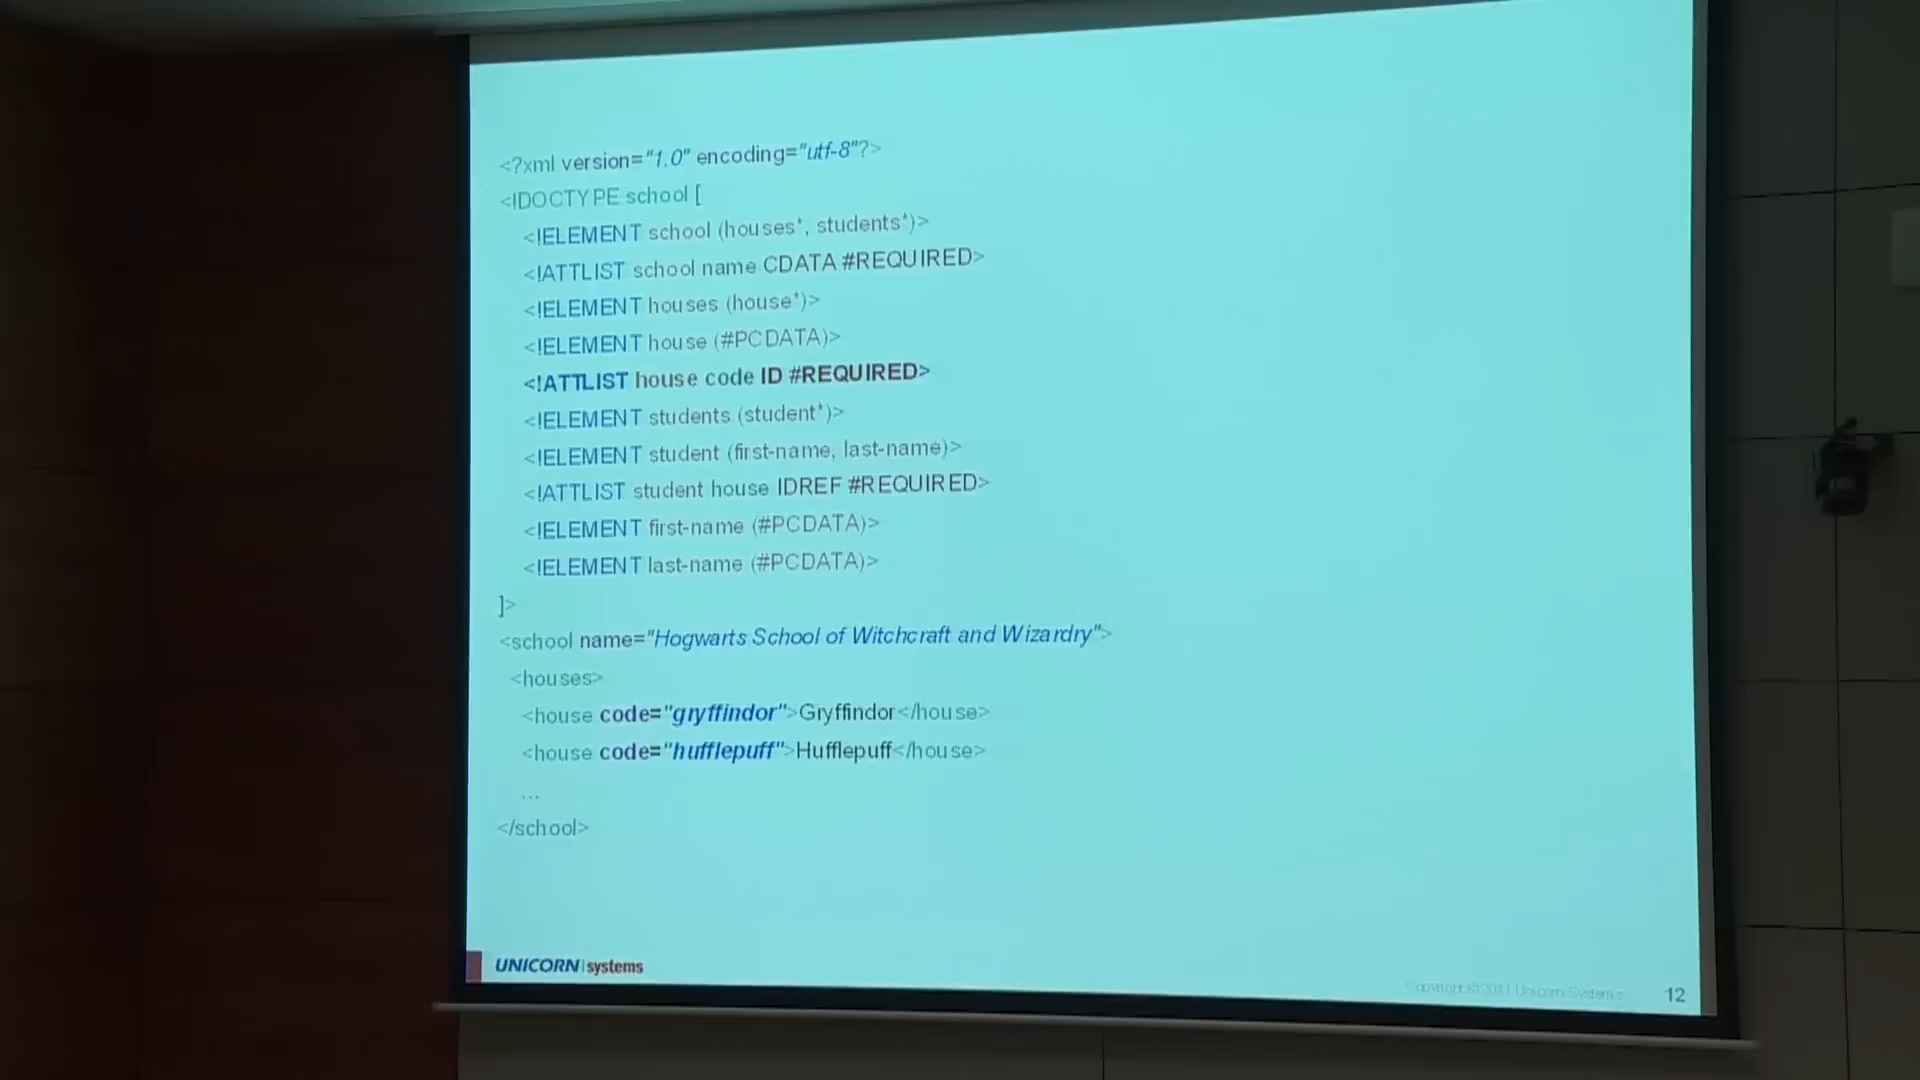 <?xml version="1.0" encoding="utf-8"?>
<!DOCTYPE school [
<!ELEMENT school (houses*, students*)>
<!ATTLIST school name CDATA #REQUIRED>
<!ELEMENT houses (house*)>
<!ELEMENT house (#PCDATA)>
<!ATTLIST house code ID #REQUIRED>
<!ELEMENT students (student*)>
<!ELEMENT student (first-name, last-name)>
<!ATTLIST student house IDREF #REQUIRED>
<!ELEMENT first-name (#PCDATA)>
<!ELEMENT last-name (#PCDATA)>
]>
<school name="Hogwarts School of Witchcraft and Wizardry">
<houses>
<house code="gryffindor">Gryffindor</house>
<house code="hufflepuff">Hufflepuff</house>
...
</school>
UNICORN systems
Copyright Unicorn Systems
12